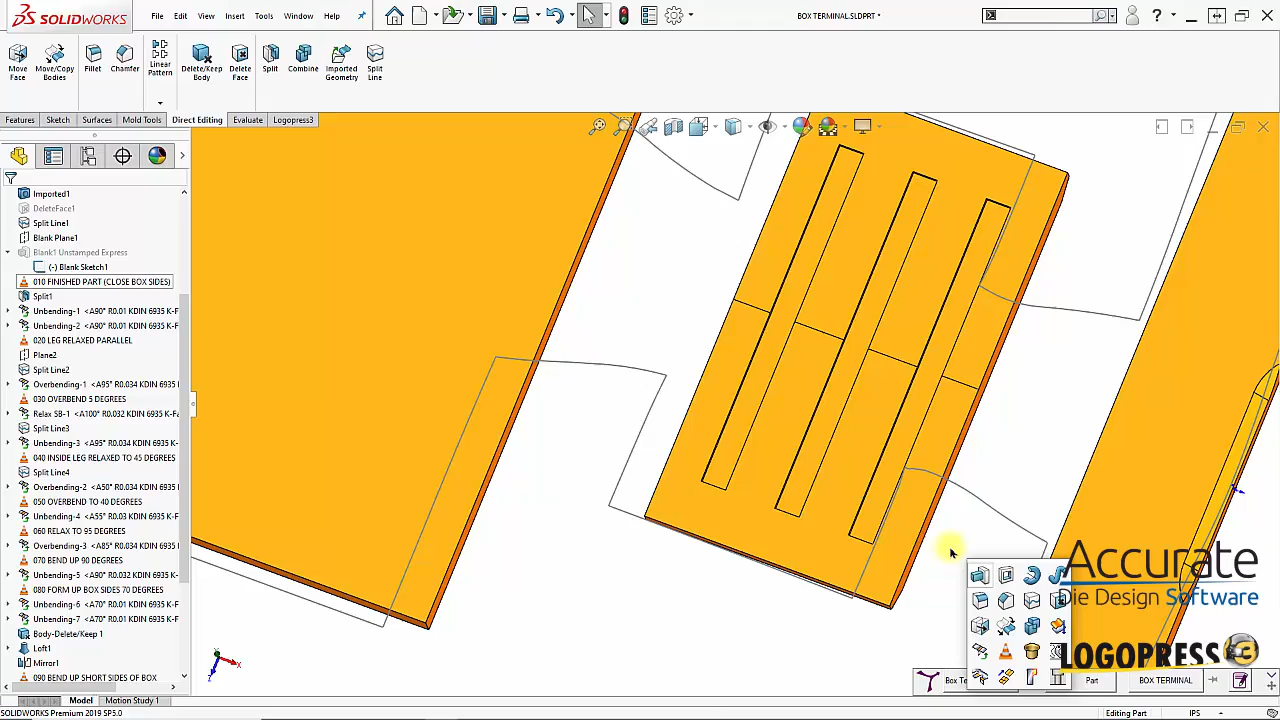 SOLIDWORKS
File Edit View Insert Tools Window Help
BOX TERMINAL.SLDPRT *
Move Face
Move/Copy Bodies
Fillet
Chamfer
Linear Pattern
Delete/Keep Body
Delete Face
Split
Combine
Imported Geometry
Split Line
Features Sketch Surfaces Mold Tools Direct Editing Evaluate Logopress3
Imported1
DeleteFace1
Split Line1
Blank Plane1
Blank1 Unstamped Express
(-) Blank Sketch1
010 FINISHED PART (CLOSE BOX SIDES)
Split1
Unbending-1 <A90° R0.01 KDIN 6935 K-F
Unbending-2 <A90° R0.01 KDIN 6935 K-F
020 LEG RELAXED PARALLEL
Plane2
Split Line2
Overbending-1 <A95° R0.034 KDIN 6935
030 OVERBEND 5 DEGREES
Relax SB-1 <A100° R0.032 KDIN 6935 K-Fa
Split Line3
Unbending-3 <A95° R0.034 KDIN 6935 K-
040 INSIDE LEG RELAXED TO 45 DEGREES
Split Line4
Overbending-2 <A45° R0.034 KDIN 6935
050 OVERBEND TO 40 DEGREES
Unbending-4 <A55° R0.03 KDIN 6935 K-F
060 RELAX TO 95 DEGREES
Overbending-3 <A85° R0.034 KDIN 6935
070 BEND UP 90 DEGREES
Unbending-5 <A20° R0.01 KDIN 6935 K-F
080 FORM UP BOX SIDES 70 DEGREES
Unbending-6 <A70° R0.01 KDIN 6935 K-F
Unbending-7 <A70° R0.01 KDIN 6935 K-F
Body-Delete/Keep 1
Loft1
Mirror1
090 BEND UP SHORT SIDES OF BOX
Accurate
Die Design Software
LOGOPRESS 3
Box Te
Part
BOX TERMINAL
Model Motion Study 1
SOLIDWORKS Premium 2019 SP5.0
Editing Part
IPS